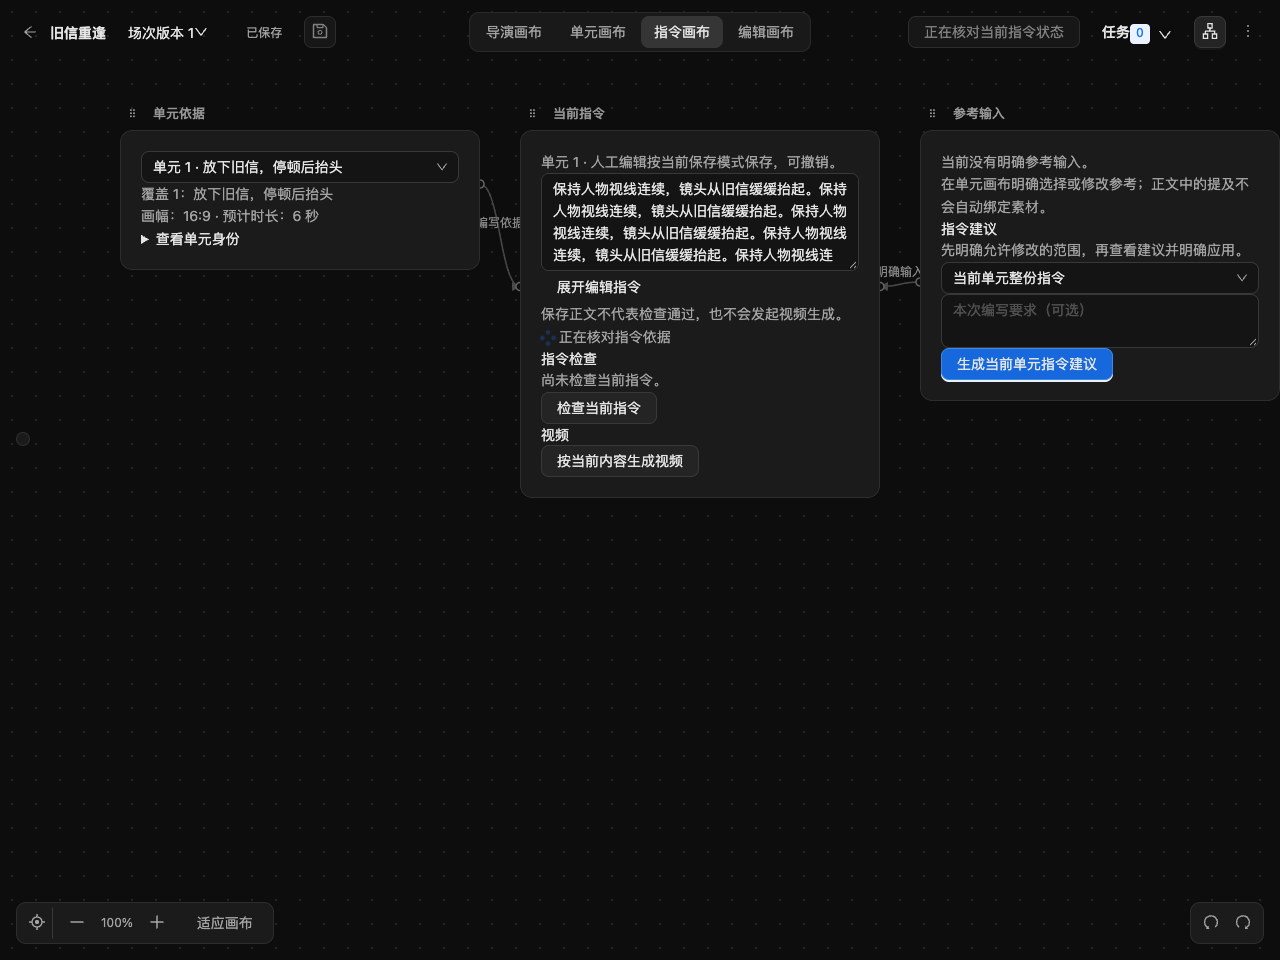 旧信重逢
场次版本 1
已保存
导演画布
单元画布
指令画布
编辑画布
正在核对当前指令状态
任务 0
单元依据
单元 1 · 放下旧信，停顿后抬头
覆盖 1：放下旧信，停顿后抬头
画幅：16:9 · 预计时长：6 秒
查看单元身份
编写依据
当前指令
单元 1 · 人工编辑按当前保存模式保存，可撤销。
保持人物视线连续，镜头从旧信缓缓抬起。保持
人物视线连续，镜头从旧信缓缓抬起。保持人物
视线连续，镜头从旧信缓缓抬起。保持人物视线
连续，镜头从旧信缓缓抬起。保持人物视线连
展开编辑指令
保存正文不代表检查通过，也不会发起视频生成。
正在核对指令依据
指令检查
尚未检查当前指令。
检查当前指令
视频
按当前内容生成视频
明确输入
参考输入
当前没有明确参考输入。
在单元画布明确选择或修改参考；正文中的提及不
会自动绑定素材。
指令建议
先明确允许修改的范围，再查看建议并明确应用。
当前单元整份指令
本次编写要求（可选）
生成当前单元指令建议
100%
适应画布